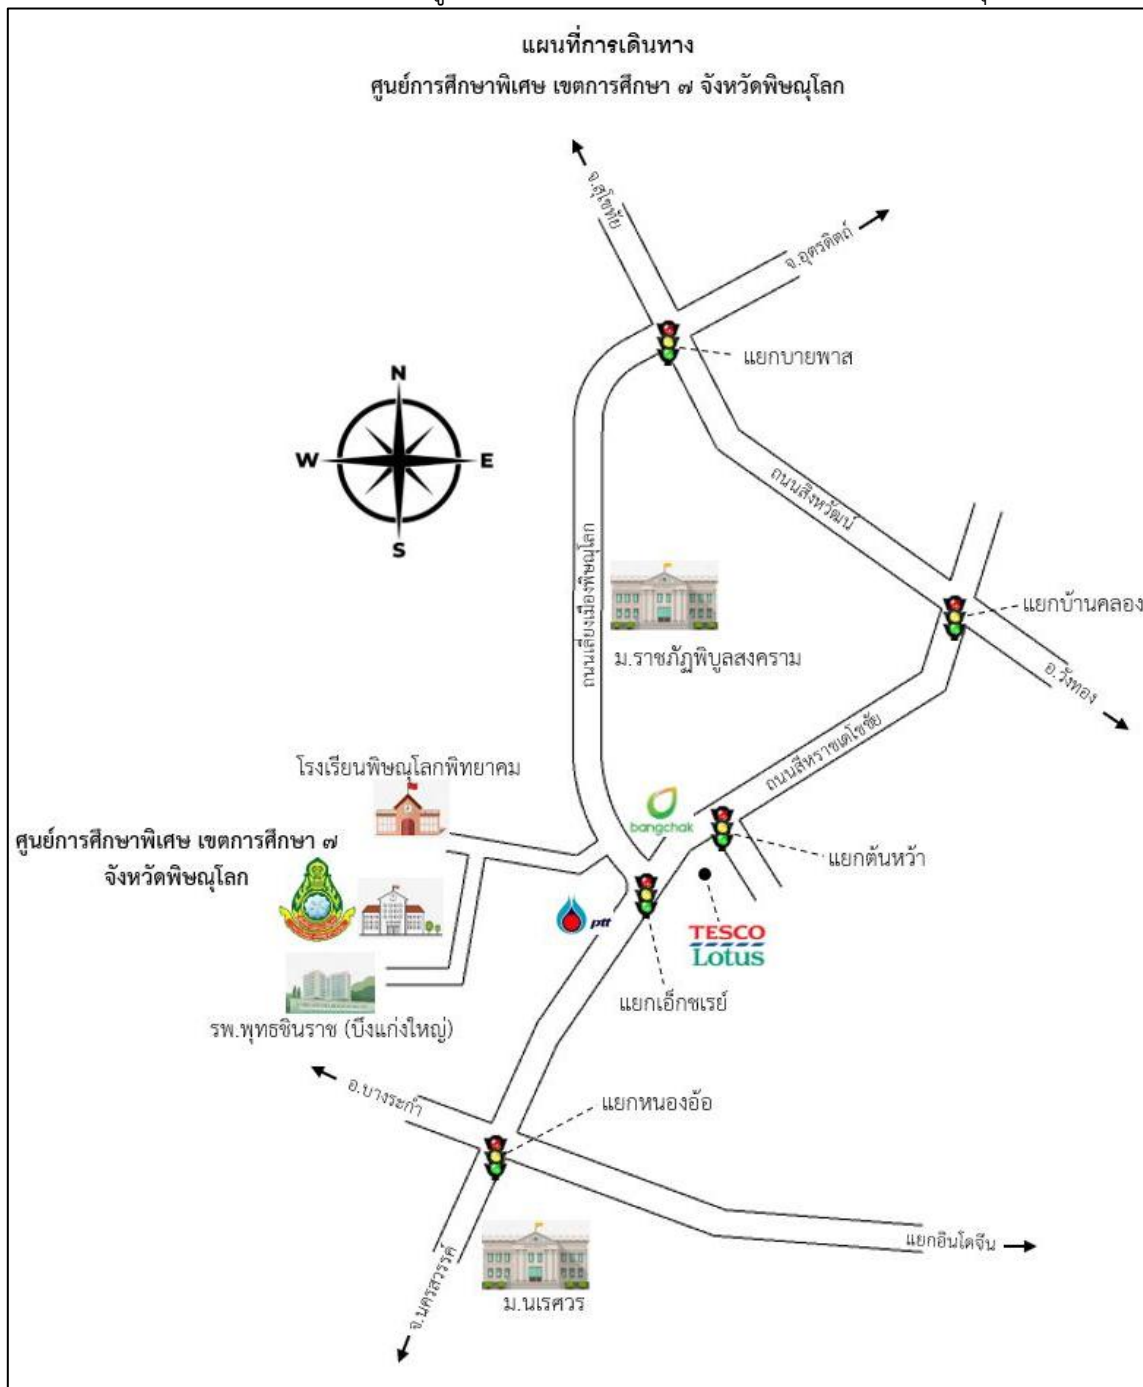 แผนที่การเดินทาง
ศูนย์การศึกษาพิเศษ เขตการศึกษา ๗ จังหวัดพิษณุโลก
จ.สุโขทัย
จ.อุตรดิตถ์
แยกบายพาส
N
W
E
S
ถนนสิงหวัฒน์
ถนนเลี่ยงเมืองพิษณุโลก
แยกบ้านคลอง
ม.ราชภัฏพิบูลสงคราม
อ.วังทอง
ถนนสีหราชเดโชชัย
โรงเรียนพิษณุโลกพิทยาคม
bangchak
ศูนย์การศึกษาพิเศษ เขตการศึกษา ๗
จังหวัดพิษณุโลก
แยกต้นหว้า
ptt
TESCO
Lotus
แยกเอ็กซเรย์
รพ.พุทธชินราช (บึงแก่งใหญ่)
อ.บางระกำ
แยกหนองอ้อ
แยกอินโดจีน
จ.นครสวรรค์
ม.นเรศวร